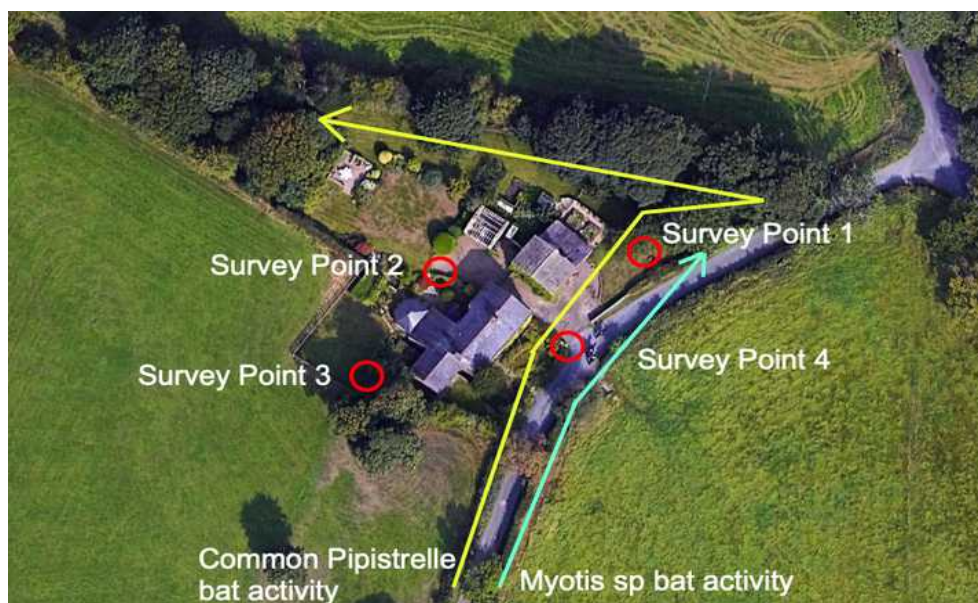 Survey Point 1
Survey Point 2
Survey Point 4
Survey Point 3
Common Pipistrelle
bat activity
Myotis sp bat activity